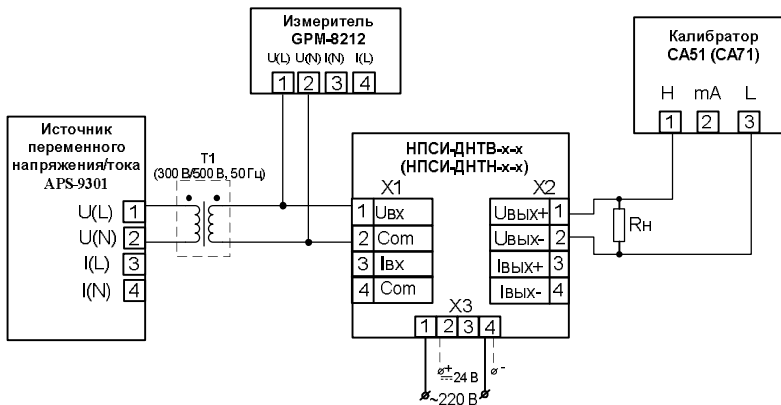 Измеритель
GPM-8212
U(L) U(N) I(N) I(L)
1 2 3 4
Калибратор
CA51 (CA71)
H mA L
1 2 3
Источник
переменного
напряжения/тока
APS-9301
U(L) 1
U(N) 2
I(L) 3
I(N) 4
T1
(300 В/500 В, 50 Гц)
НПСИ-ДНТВ-х-х
(НПСИ-ДНТН-х-х)
X1
1 Uвх
2 Com
3 Iвх
4 Com
X2
Uвых+ 1
Uвых- 2
Iвых+ 3
Iвых- 4
Rн
X3
1 2 3 4
+ 24 В -
~220 В